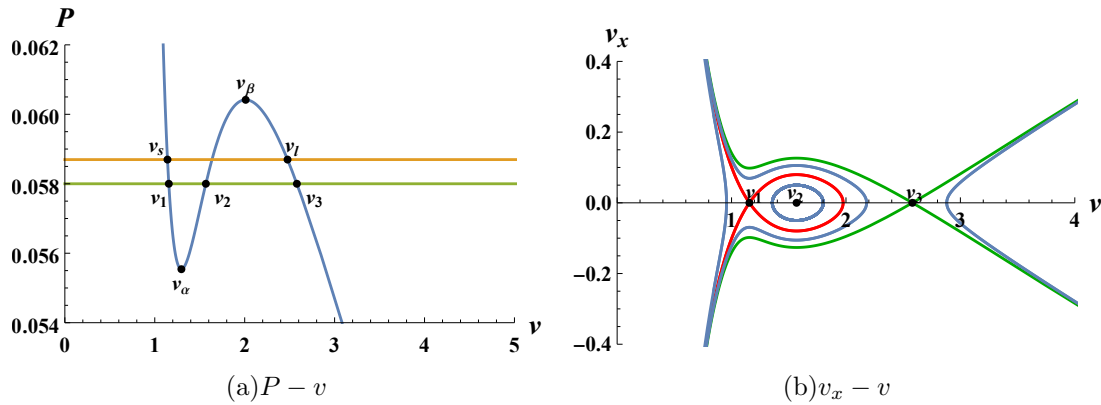 P
0.062
0.060
0.058
0.056
0.054
0 1 2 3 4 5
v
v_β
v_s
v_l
v_1
v_2
v_3
v_α
(a)P − v
v_x
0.4
0.2
0.0
−0.2
−0.4
v_1
v_2
v_3
1 2 3 4
v
(b)v_x − v